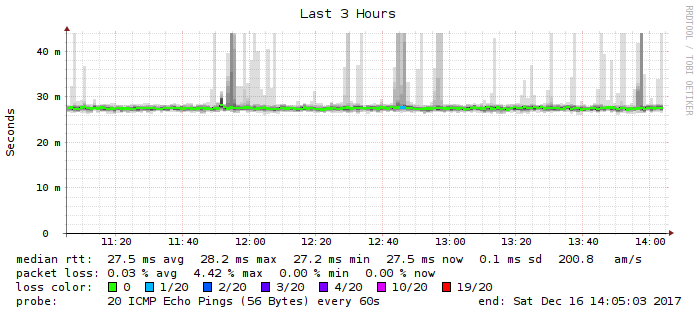 Last 3 Hours
RRDTOOL / TOBI OETIKER
Seconds
40 m
30 m
20 m
10 m
0
11:20 11:40 12:00 12:20 12:40 13:00 13:20 13:40 14:00
median rtt: 27.5 ms avg 28.2 ms max 27.2 ms min 27.5 ms now 0.1 ms sd 200.8 am/s
packet loss: 0.03 % avg 4.42 % max 0.00 % min 0.00 % now
loss color: 0 1/20 2/20 3/20 4/20 10/20 19/20
probe: 20 ICMP Echo Pings (56 Bytes) every 60s end: Sat Dec 16 14:05:03 2017